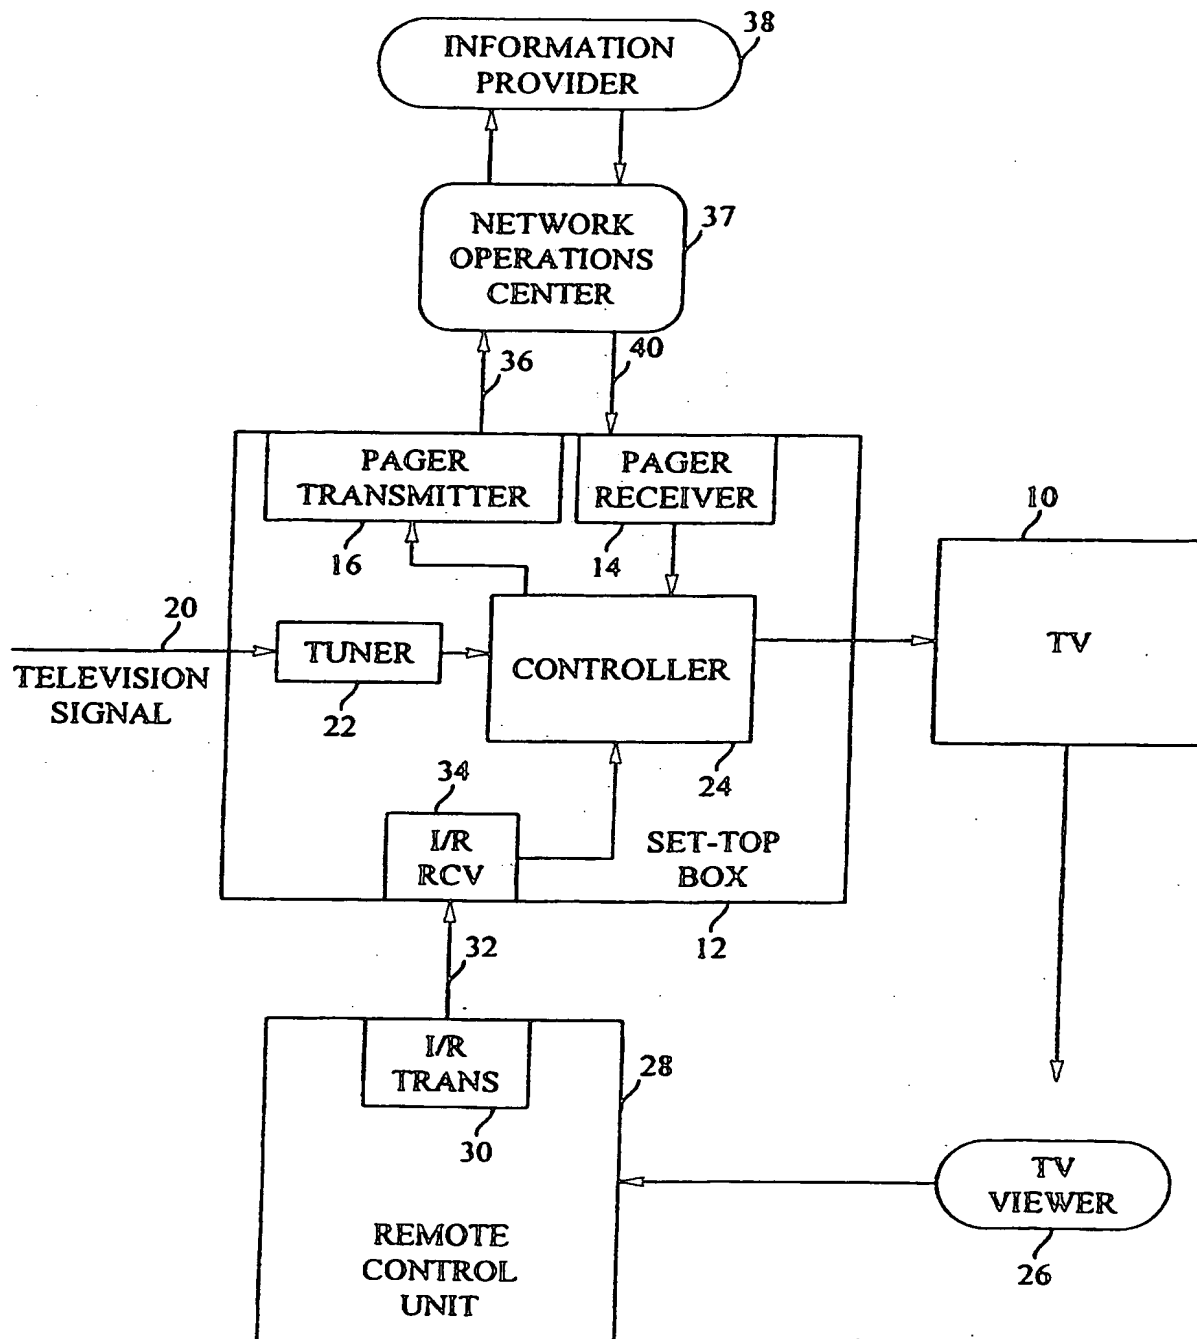 38
INFORMATION
PROVIDER
37
NETWORK
OPERATIONS
CENTER
36
40
PAGER
TRANSMITTER
PAGER
RECEIVER
16
14
10
20
TELEVISION
SIGNAL
TUNER
22
CONTROLLER
TV
24
34
I/R
RCV
SET-TOP
BOX
12
32
I/R
TRANS
30
28
REMOTE
CONTROL
UNIT
TV
VIEWER
26